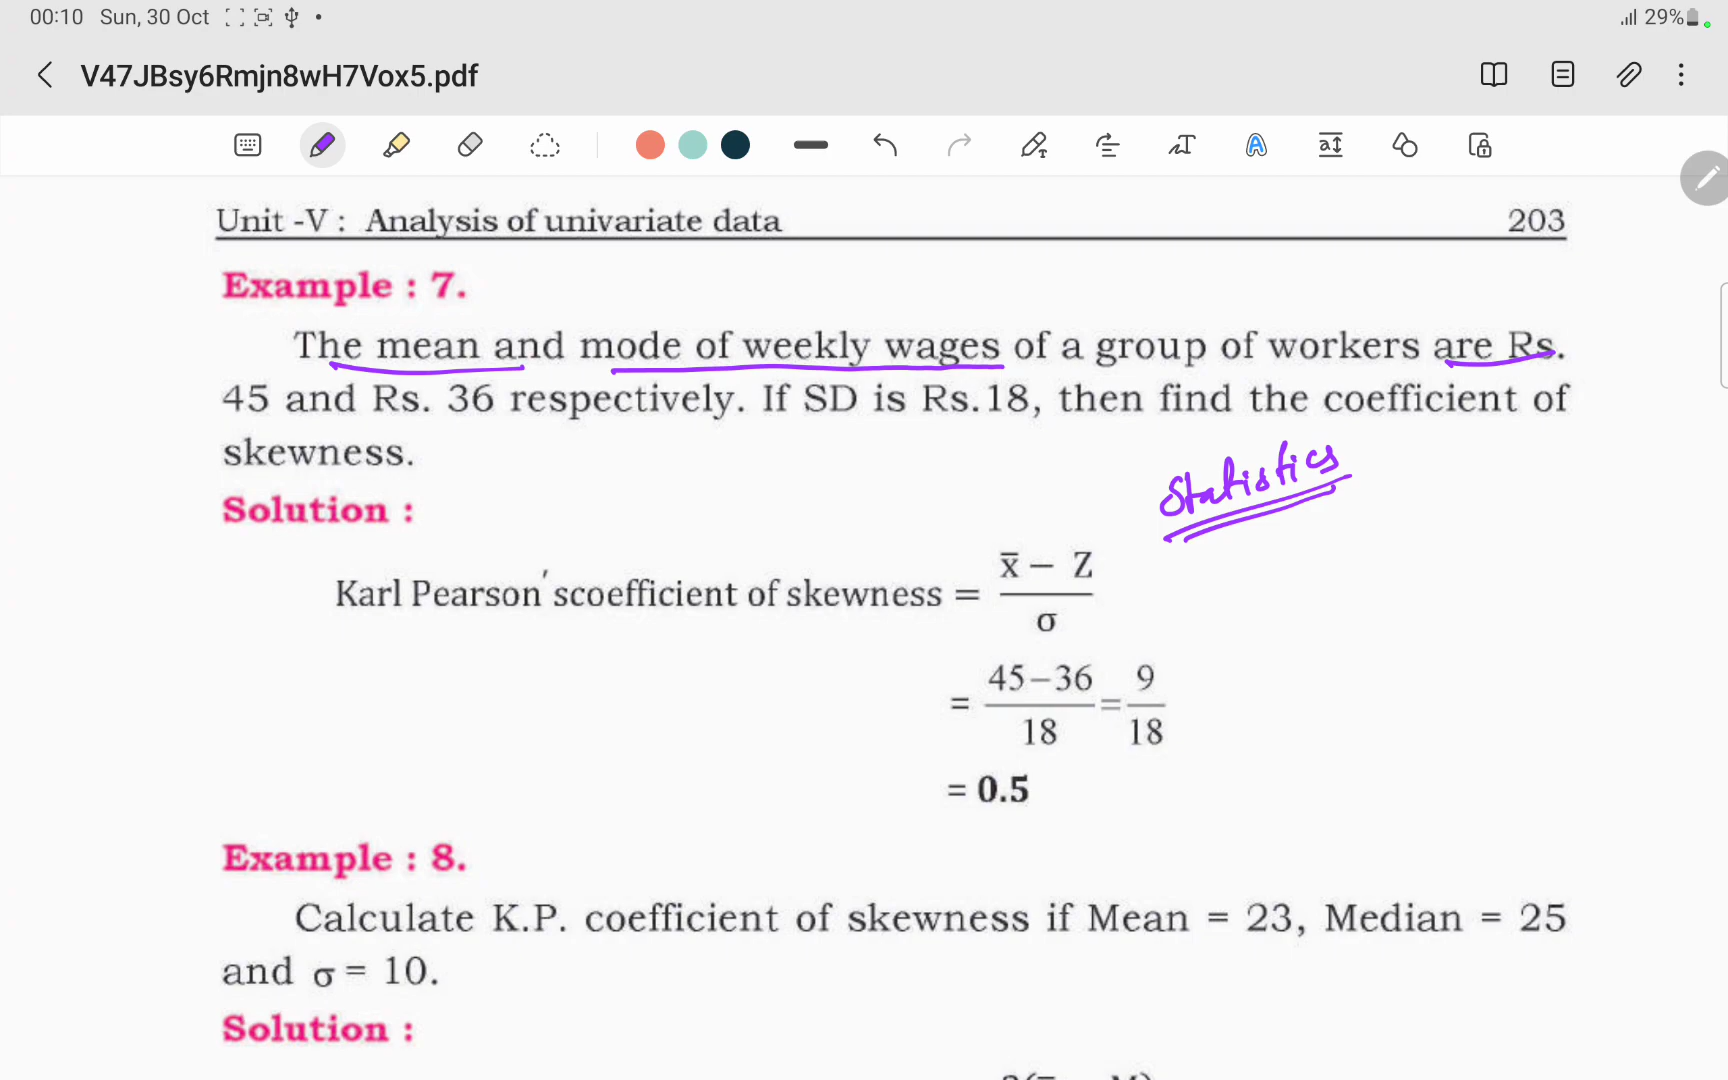 00:10 Sun, 30 Oct
29%
V47JBsy6Rmjn8wH7Vox5.pdf
Unit -V : Analysis of univariate data 203
Example : 7.
The mean and mode of weekly wages of a group of workers are Rs.
45 and Rs. 36 respectively. If SD is Rs.18, then find the coefficient of
skewness.
Statistics
Solution :
Karl Pearson′scoefficient of skewness = x̅ − Z / σ
= 45−36 / 18 = 9 / 18
= 0.5
Example : 8.
Calculate K.P. coefficient of skewness if Mean = 23, Median = 25
and σ = 10.
Solution :